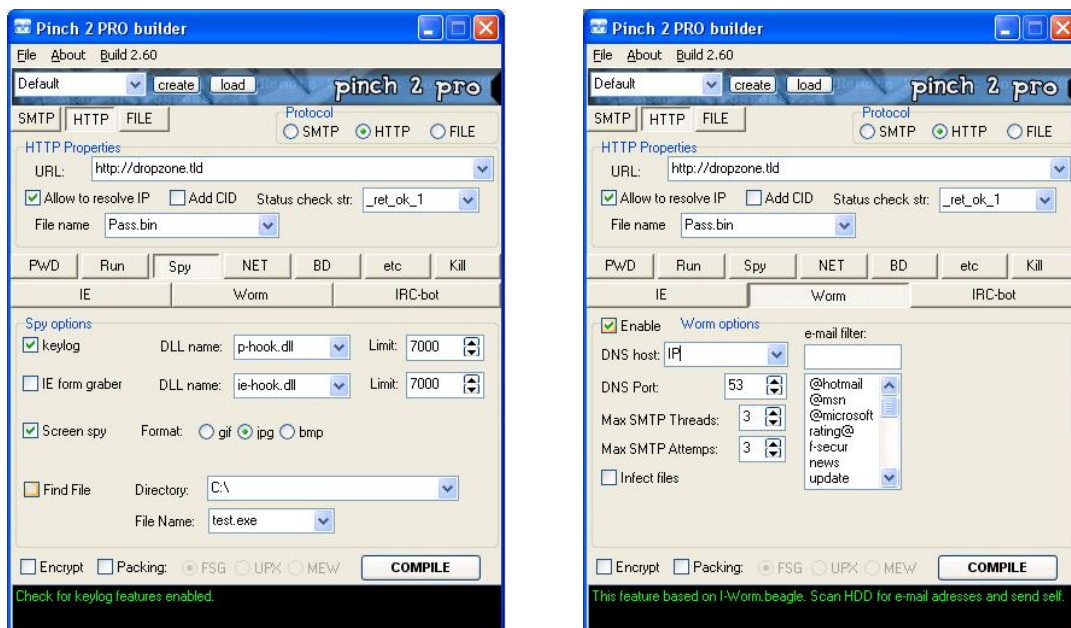 Pinch 2 PRO builder
File About Build 2.60
Default create load pinch 2 pro
SMTP HTTP FILE
Protocol
SMTP HTTP FILE
HTTP Properties
URL: http://dropzone.tld
Allow to resolve IP Add CID Status check str: _ret_ok_1
File name Pass.bin
PWD Run Spy NET BD etc Kill
IE Worm IRC-bot
Spy options
keylog DLL name: p-hook.dll Limit: 7000
IE form graber DLL name: ie-hook.dll Limit: 7000
Screen spy Format: gif jpg bmp
Find File Directory: C:\
File Name: test.exe
Encrypt Packing: FSG UPX MEW COMPILE
Check for keylog features enabled.
Pinch 2 PRO builder
File About Build 2.60
Default create load pinch 2 pro
SMTP HTTP FILE
Protocol
SMTP HTTP FILE
HTTP Properties
URL: http://dropzone.tld
Allow to resolve IP Add CID Status check str: _ret_ok_1
File name Pass.bin
PWD Run Spy NET BD etc Kill
IE Worm IRC-bot
Enable Worm options
e-mail filter:
DNS host: IP
DNS Port: 53
Max SMTP Threads: 3
Max SMTP Attemps: 3
Infect files
@hotmail
@msn
@microsoft
rating@
f-secur
news
update
Encrypt Packing: FSG UPX MEW COMPILE
This feature based on I-Worm.beagle. Scan HDD for e-mail adresses and send self.